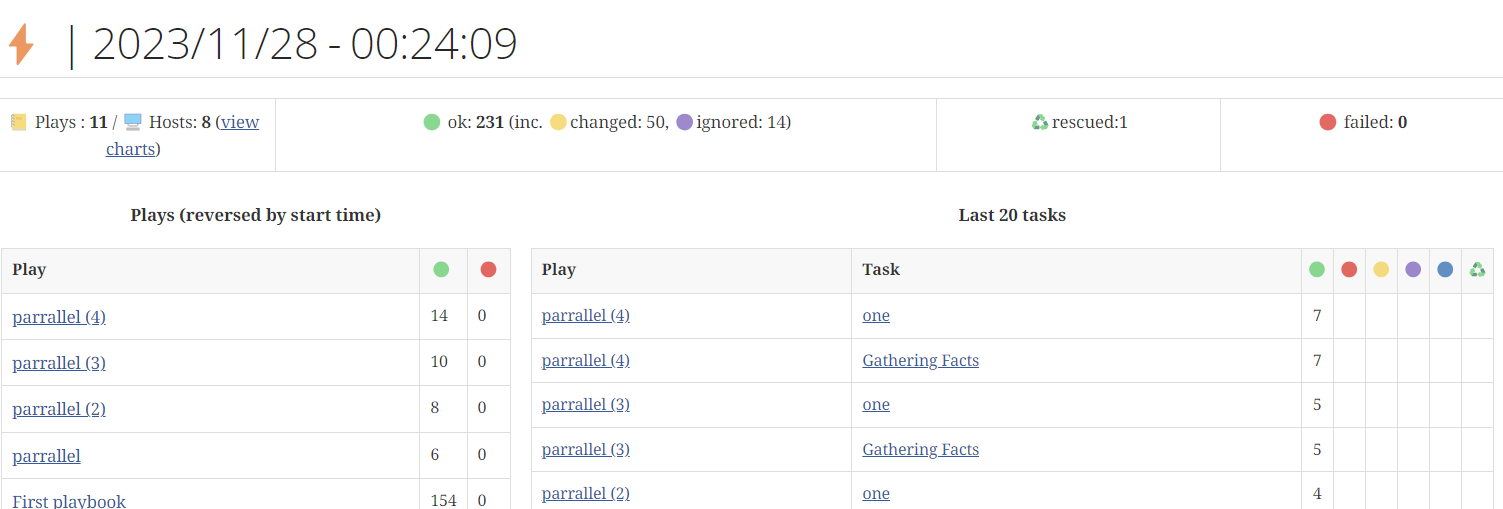 | 2023/11/28 - 00:24:09
Plays : 11 / Hosts: 8 (view
charts)
ok: 231 (inc. changed: 50, ignored: 14)
rescued:1
failed: 0
Plays (reversed by start time)
Play
parrallel (4) 14 0
parrallel (3) 10 0
parrallel (2) 8 0
parrallel 6 0
First playbook 154 0
Last 20 tasks
Play Task
parrallel (4) one 7
parrallel (4) Gathering Facts 7
parrallel (3) one 5
parrallel (3) Gathering Facts 5
parrallel (2) one 4